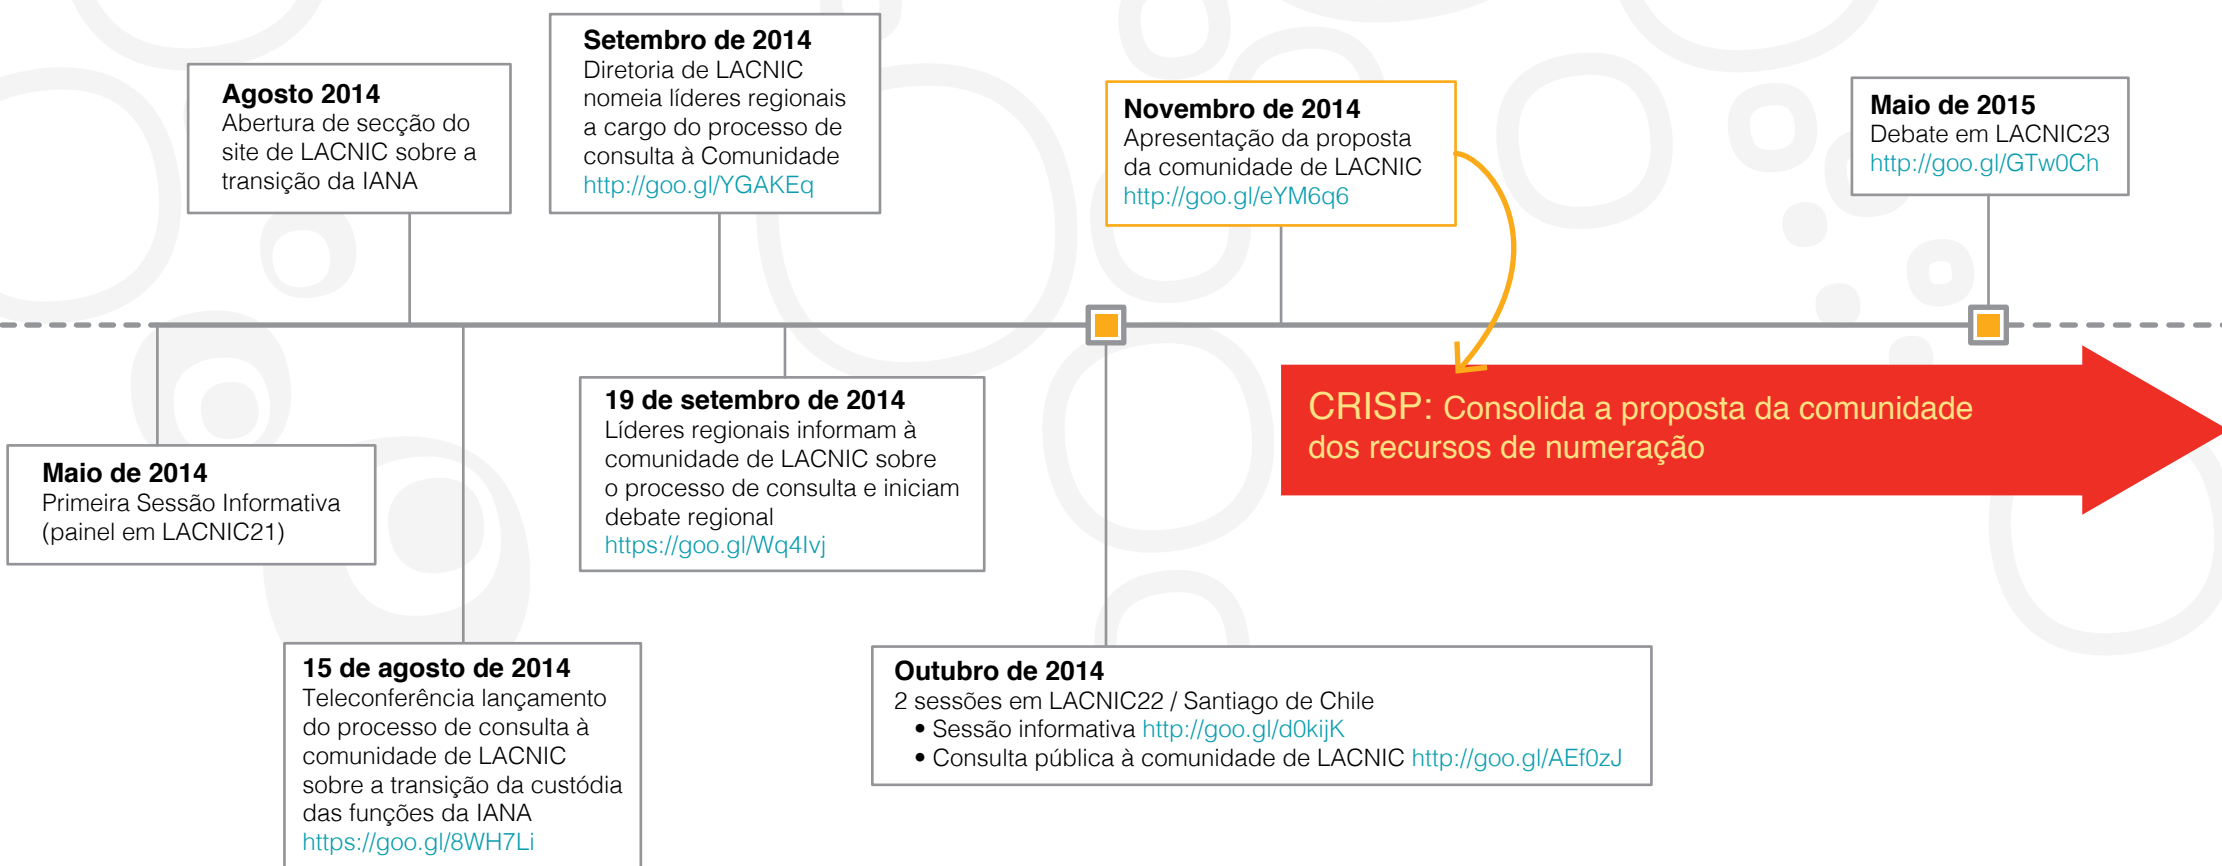 Setembro de 2014
Diretoria de LACNIC
nomeia líderes regionais
a cargo do processo de
consulta à Comunidade
http://goo.gl/YGAKEq
Agosto 2014
Abertura de secção do
site de LACNIC sobre a
transição da IANA
Novembro de 2014
Apresentação da proposta
da comunidade de LACNIC
http://goo.gl/eYM6q6
Maio de 2015
Debate em LACNIC23
http://goo.gl/GTw0Ch
Maio de 2014
Primeira Sessão Informativa
(painel em LACNIC21)
19 de setembro de 2014
Líderes regionais informam à
comunidade de LACNIC sobre
o processo de consulta e iniciam
debate regional
https://goo.gl/Wq4Ivj
CRISP: Consolida a proposta da comunidade
dos recursos de numeração
15 de agosto de 2014
Teleconferência lançamento
do processo de consulta à
comunidade de LACNIC
sobre a transição da custódia
das funções da IANA
https://goo.gl/8WH7Li
Outubro de 2014
2 sessões em LACNIC22 / Santiago de Chile
• Sessão informativa http://goo.gl/d0kijK
• Consulta pública à comunidade de LACNIC http://goo.gl/AEf0zJ